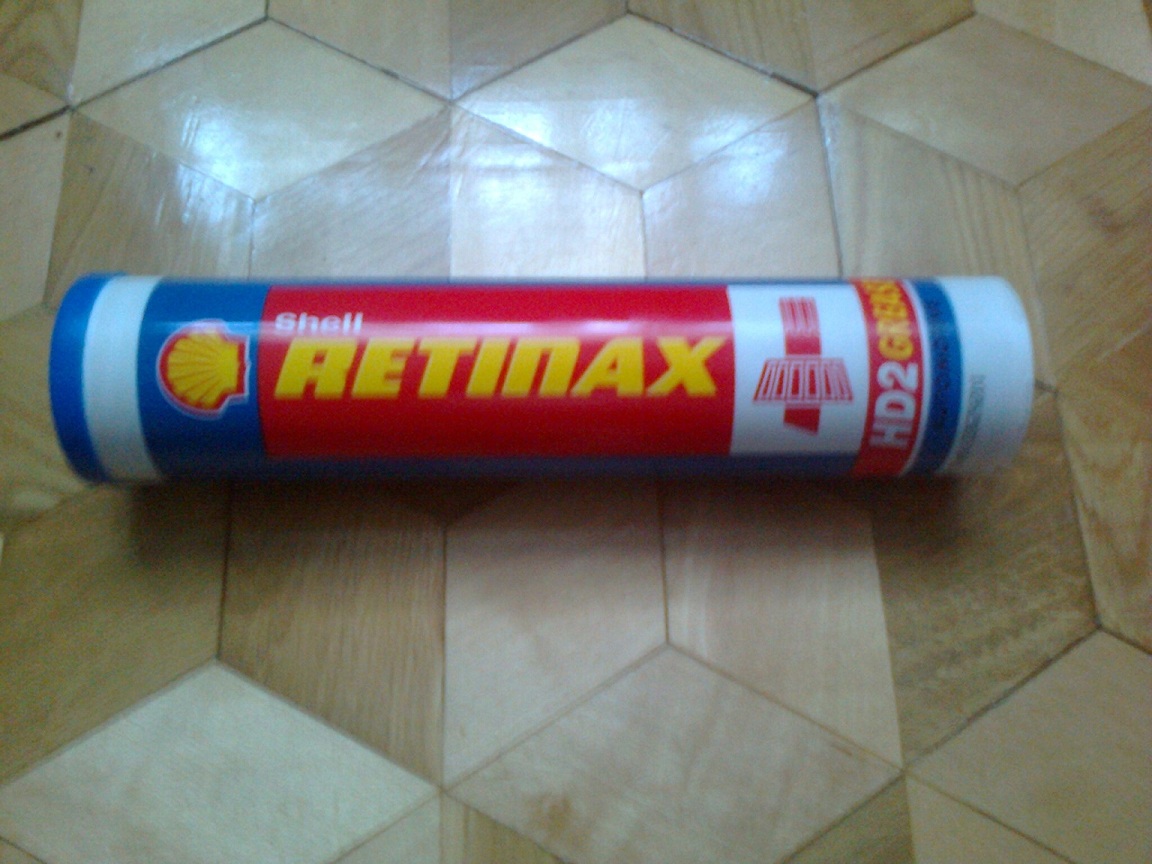 Shell
RETINAX
HD2 GREASE